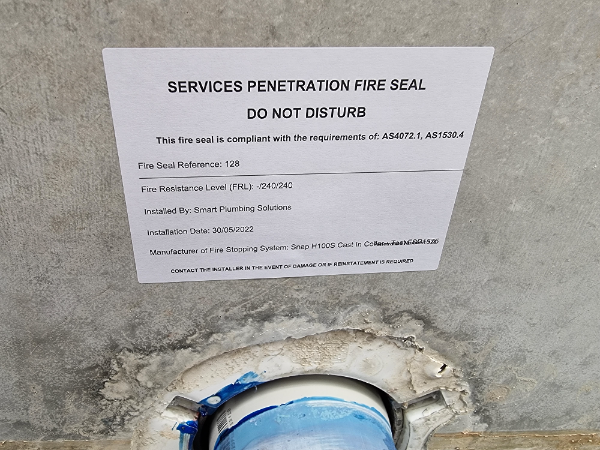 SERVICES PENETRATION FIRE SEAL
DO NOT DISTURB
This fire seal is compliant with the requirements of: AS4072.1, AS1530.4
Fire Seal Reference: 128
Fire Resistance Level (FRL): -/240/240
Installed By: Smart Plumbing Solutions
Installation Date: 30/05/2022
Manufacturer of Fire Stopping System: Snap H100S Cast In
CONTACT THE INSTALLER IN THE EVENT OF DAMAGE OR IF REINSTATEMENT IS REQUIRED